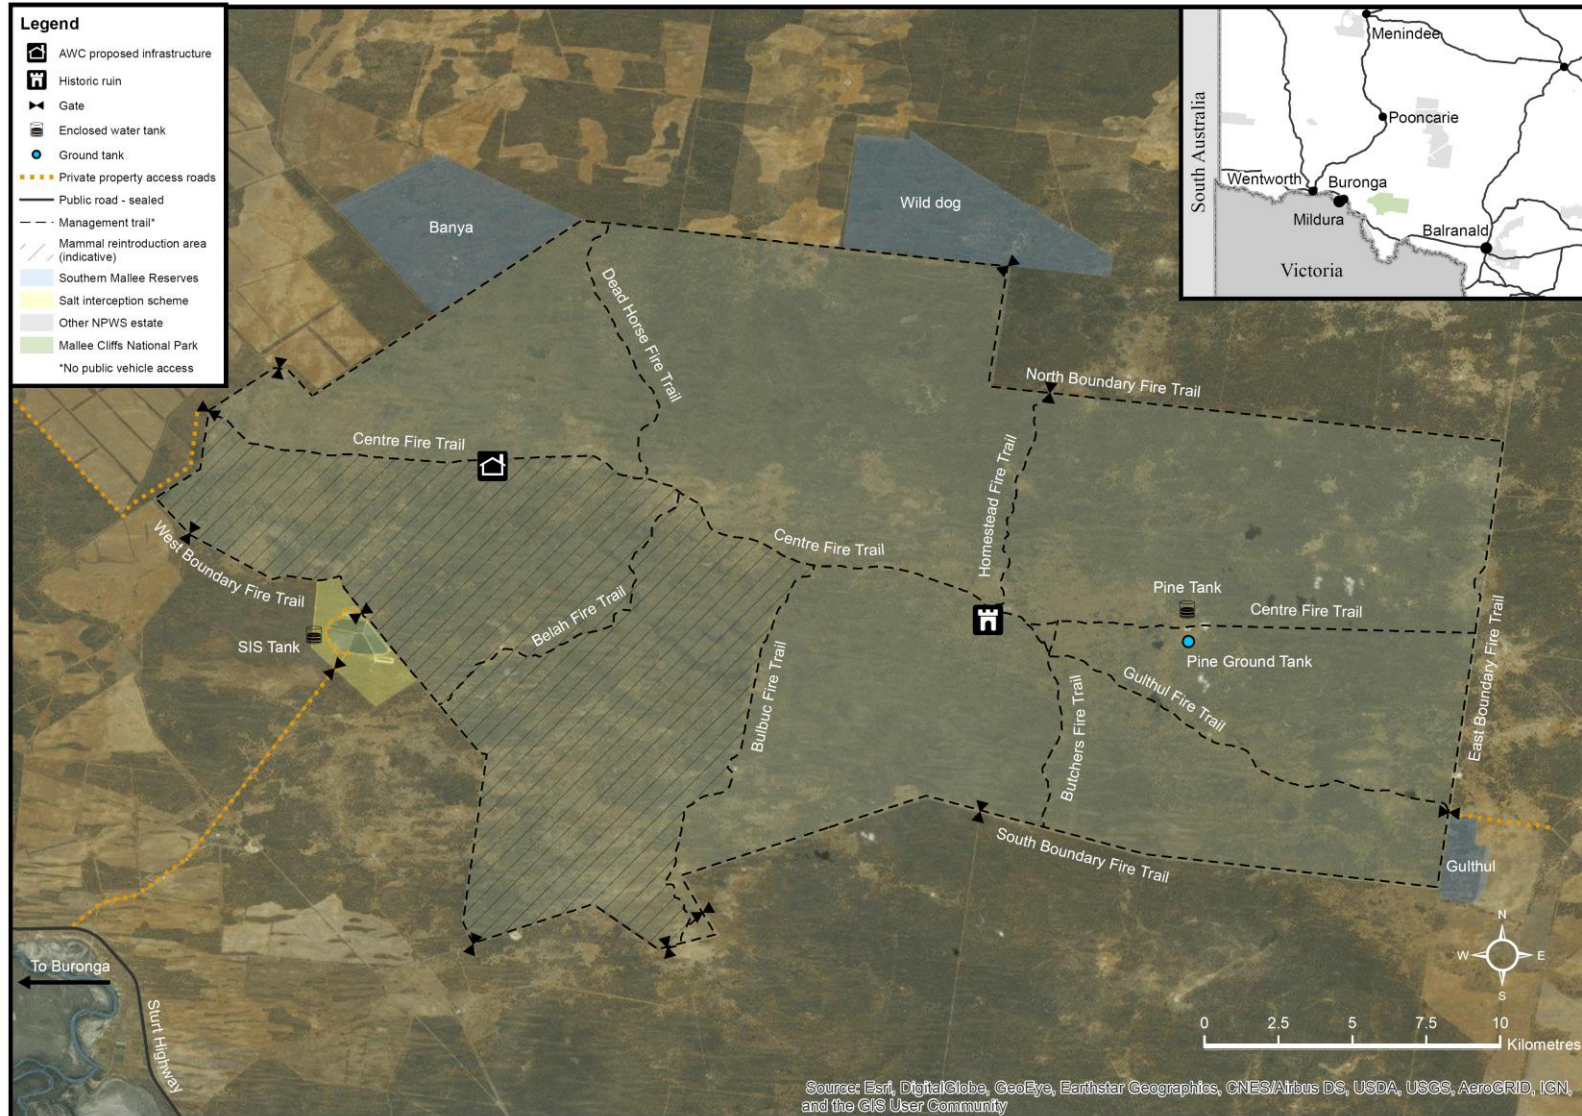 Legend
AWC proposed infrastructure
Historic ruin
Gate
Enclosed water tank
Ground tank
Private property access roads
Public road - sealed
Management trail*
Mammal reintroduction area
(indicative)
Southern Mallee Reserves
Salt interception scheme
Other NPWS estate
Mallee Cliffs National Park
*No public vehicle access
Menindee
Pooncarie
South Australia
Wentworth
Buronga
Mildura
Balranald
Victoria
Banya
Wild dog
Dead Horse Fire Trail
North Boundary Fire Trail
Centre Fire Trail
Homestead Fire Trail
West Boundary Fire Trail
Centre Fire Trail
Pine Tank
Centre Fire Trail
Belah Fire Trail
SIS Tank
Pine Ground Tank
East Boundary Fire Trail
Gulthul Fire Trail
Bulbuc Fire Trail
Butchers Fire Trail
South Boundary Fire Trail
Gulthul
To Buronga
Sturt Highway
N
W
E
S
0 2.5 5 7.5 10
Kilometres
Source: Esri, DigitalGlobe, GeoEye, Earthstar Geographics, CNES/Airbus DS, USDA, USGS, AeroGRID, IGN,
and the GIS User Community